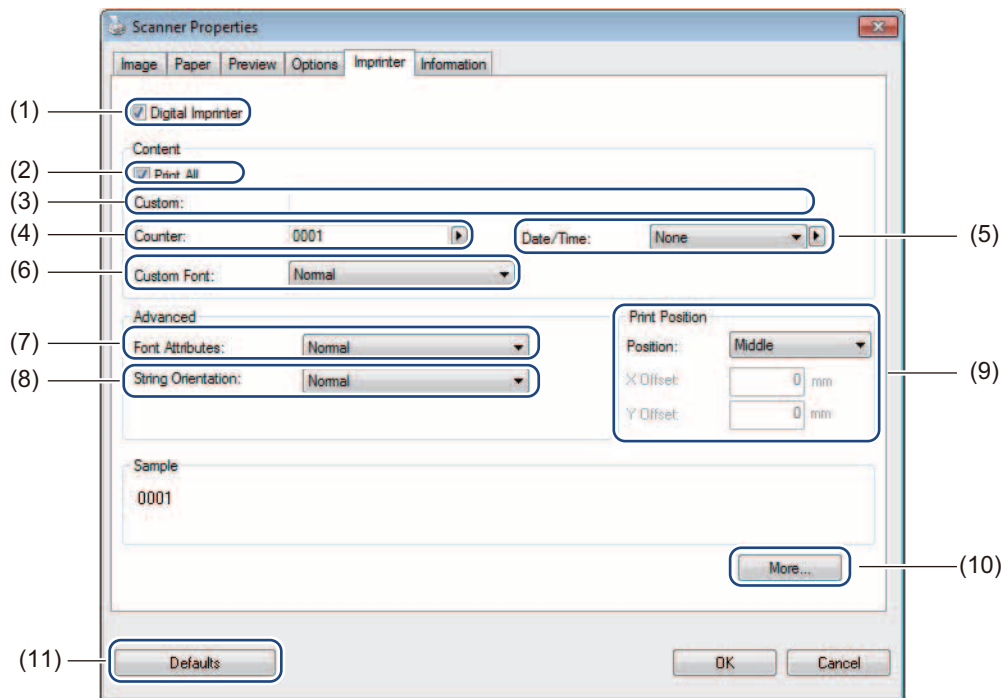 Scanner Properties
Image Paper Preview Options Imprinter Information
(1) Digital Imprinter
Content
(2) Print All
(3) Custom:
(4) Counter: 0001 Date/Time: None (5)
(6) Custom Font: Normal
Advanced Print Position
(7) Font Attributes: Normal Position: Middle
(8) String Orientation: Normal X Offset: 0 mm (9)
Y Offset: 0 mm
Sample
0001
More... (10)
(11) Defaults OK Cancel